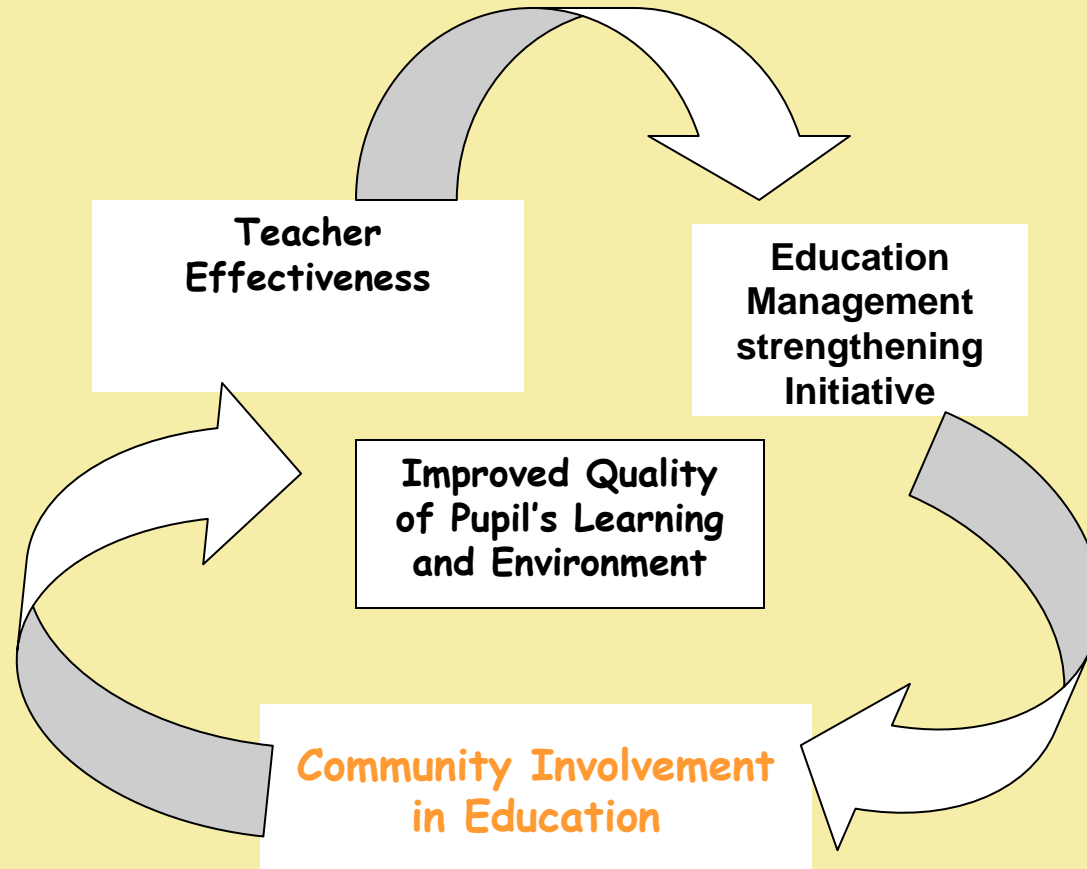 Teacher
Effectiveness
Education
Management
strengthening
Initiative
Improved Quality
of Pupil's Learning
and Environment
Community Involvement
in Education